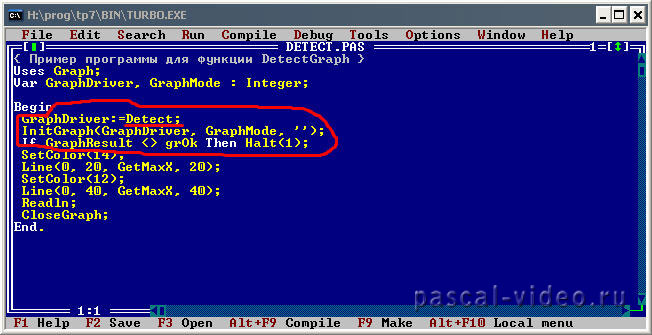 H:\prog\tp7\BIN\TURBO.EXE
File Edit Search Run Compile Debug Tools Options Window Help
DETECT.PAS 1
{ Пример программы для функции DetectGraph }
Uses Graph;
Var GraphDriver, GraphMode : Integer;
Begin
GraphDriver:=Detect;
InitGraph(GraphDriver, GraphMode, '');
If GraphResult <> grOk Then Halt(1);
SetColor(14);
Line(0, 20, GetMaxX, 20);
SetColor(12);
Line(0, 40, GetMaxX, 40);
Readln;
CloseGraph;
End.
pascal-video.ru
1:1
F1 Help F2 Save F3 Open Alt+F9 Compile F9 Make Alt+F10 Local menu